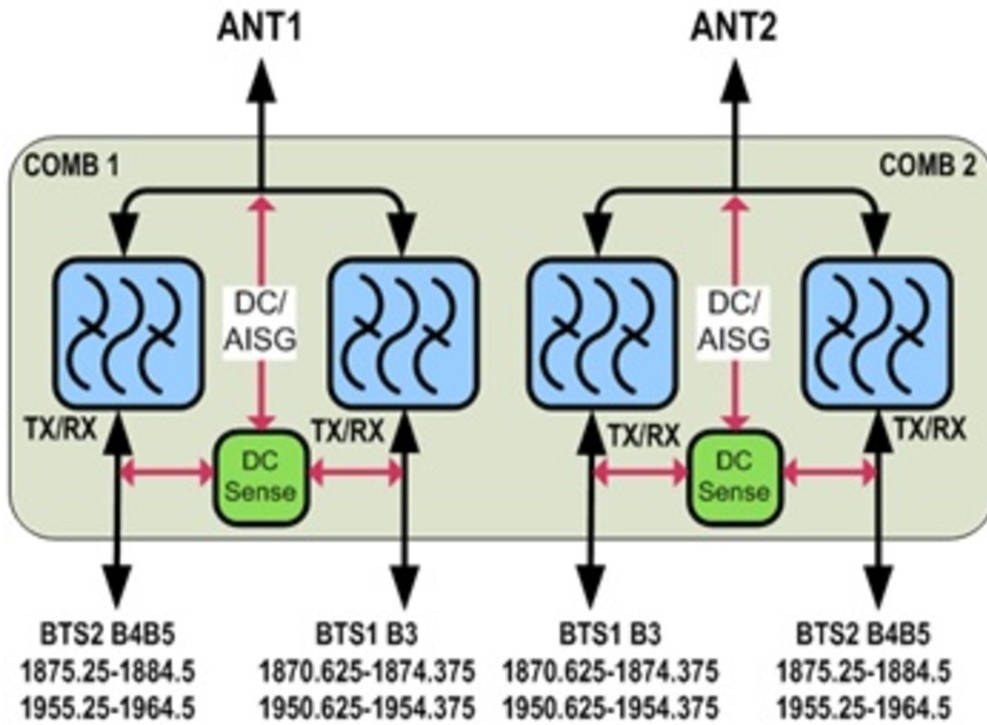 ANT1
ANT2
COMB 1
COMB 2
DC/
AISG
DC/
AISG
TX/RX
TX/RX
TX/RX
TX/RX
DC
Sense
DC
Sense
BTS2 B4B5
1875.25-1884.5
1955.25-1964.5
BTS1 B3
1870.625-1874.375
1950.625-1954.375
BTS1 B3
1870.625-1874.375
1950.625-1954.375
BTS2 B4B5
1875.25-1884.5
1955.25-1964.5